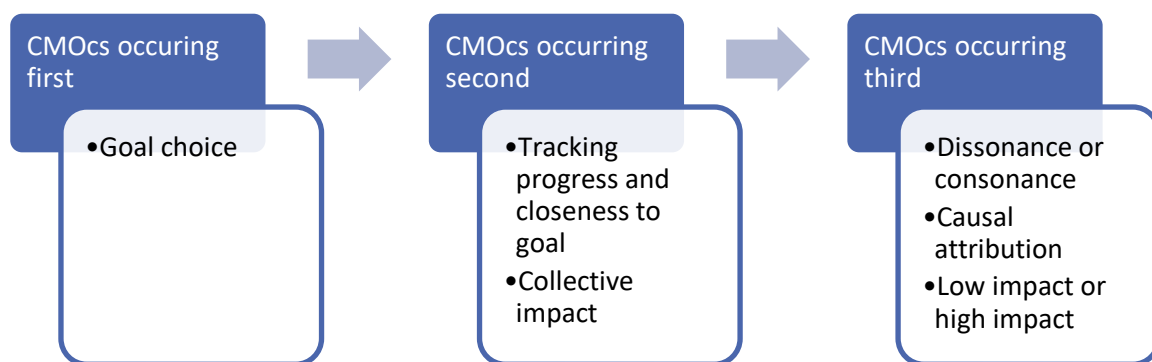 CMOcs occuring
first
•Goal choice
CMOcs occurring
second
•Tracking
progress and
closeness to
goal
•Collective
impact
CMOcs occurring
third
•Dissonance or
consonance
•Causal
attribution
•Low impact or
high impact